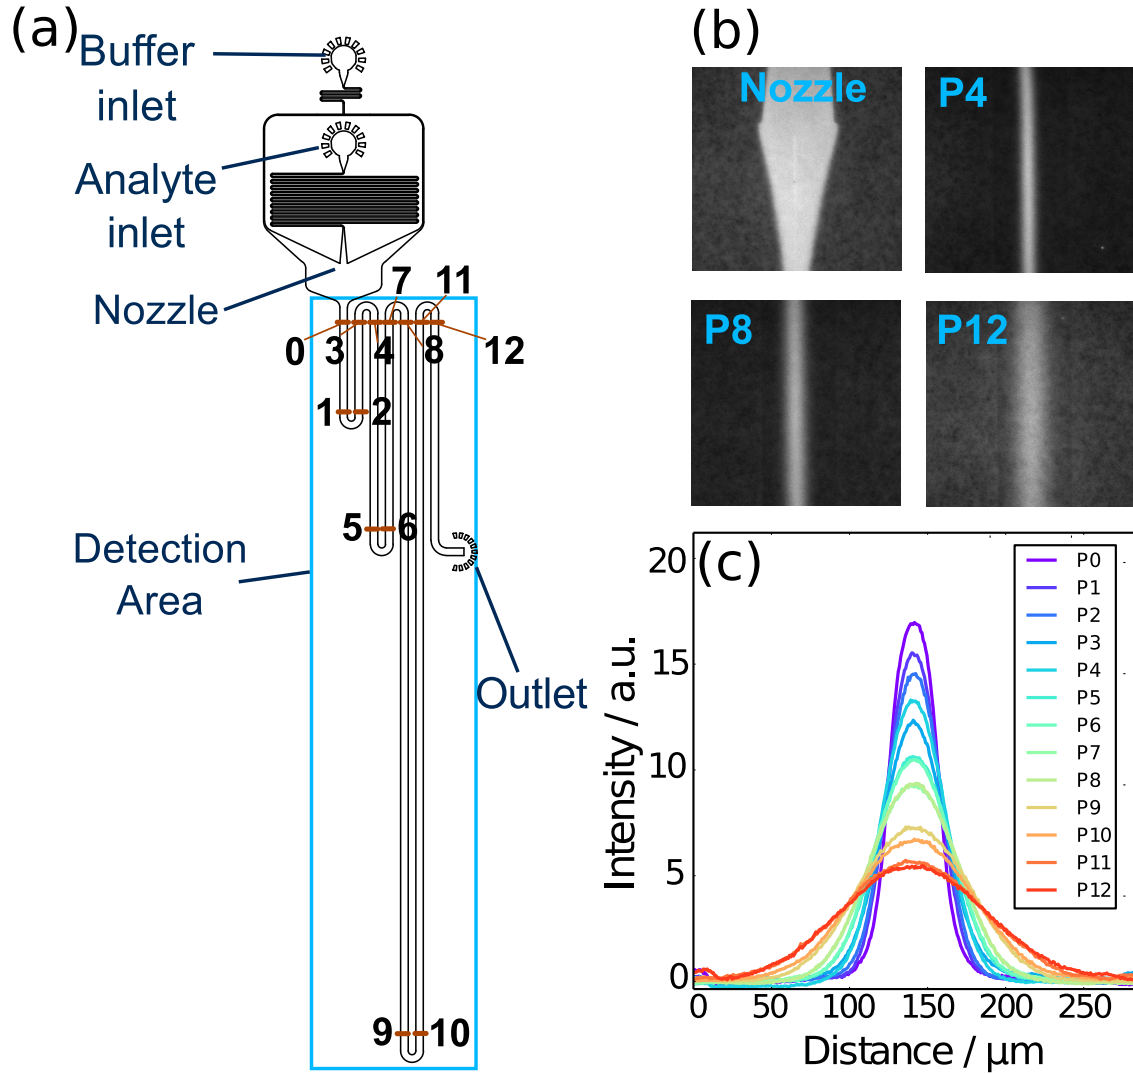 (a)
Buffer
inlet
Analyte
inlet
Nozzle
7
11
0
3
4
8
12
1
2
5
6
Detection
Area
Outlet
9
10
(b)
Nozzle
P4
P8
P12
(c)
Intensity / a.u.
20
15
10
5
0
0
50
100
150
200
250
Distance / μm
P0
P1
P2
P3
P4
P5
P6
P7
P8
P9
P10
P11
P12